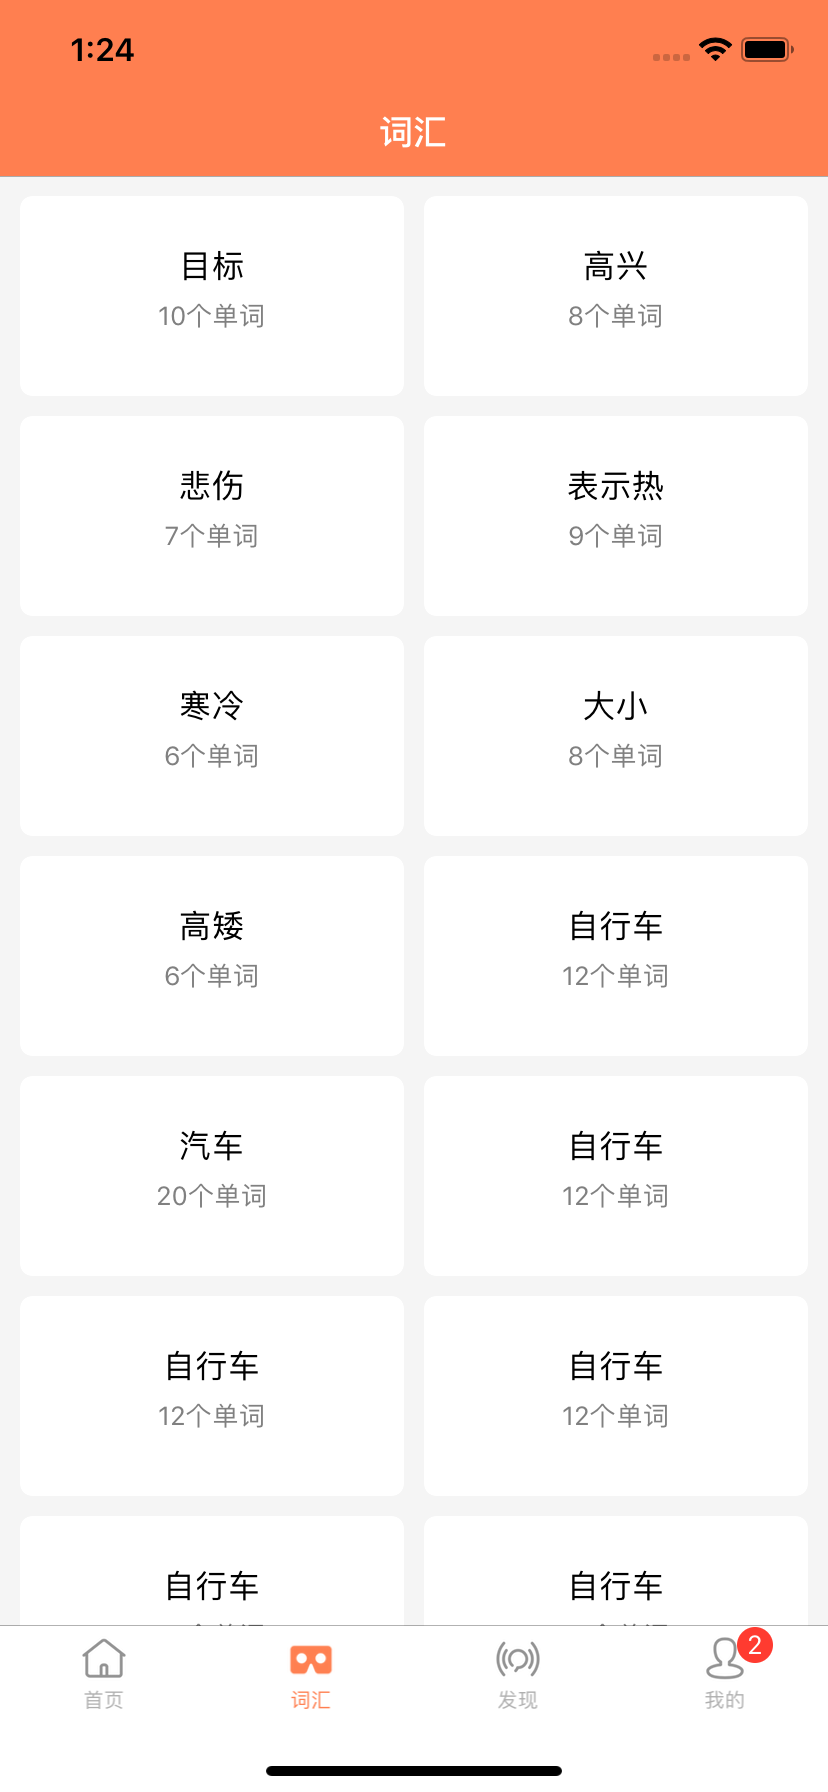 1:24
词汇
目标
10个单词
高兴
8个单词
悲伤
7个单词
表示热
9个单词
寒冷
6个单词
大小
8个单词
高矮
6个单词
自行车
12个单词
汽车
20个单词
自行车
12个单词
自行车
12个单词
自行车
12个单词
自行车
自行车
首页
词汇
发现
2
我的